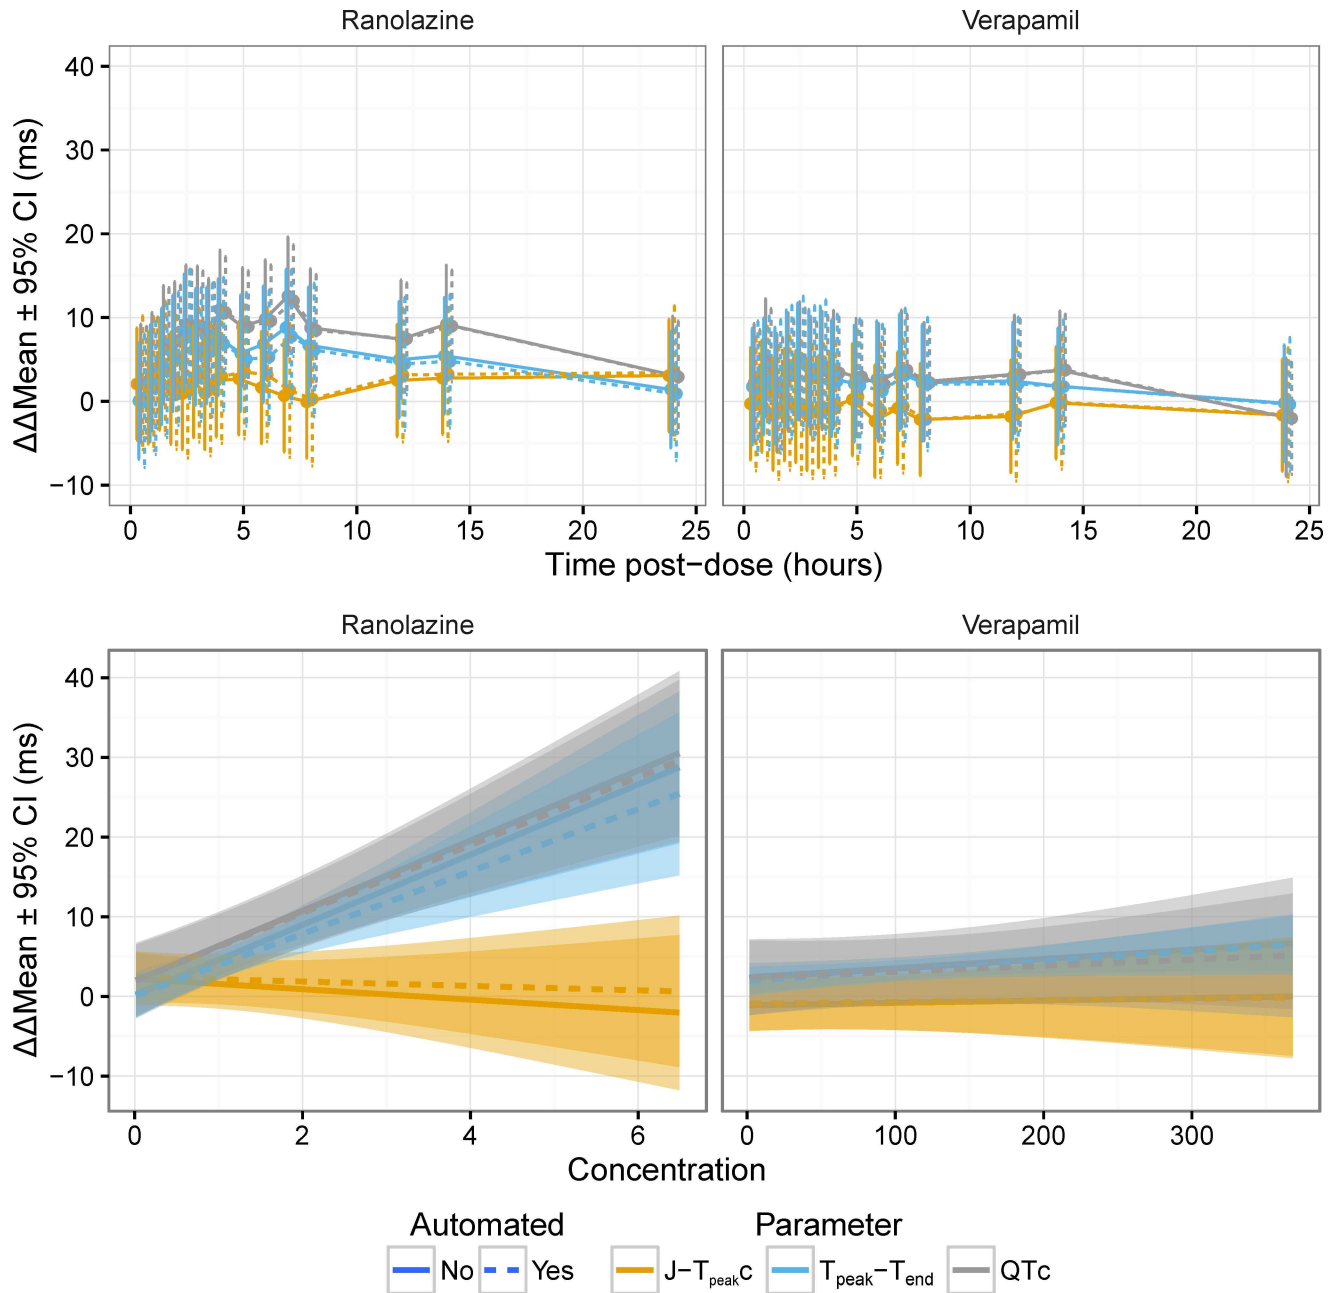 Ranolazine Verapamil
40
30
20
10
0
−10
ΔΔMean ± 95% CI (ms)
0 5 10 15 20 25 0 5 10 15 20 25
Time post−dose (hours)
Ranolazine Verapamil
40
30
20
10
0
−10
ΔΔMean ± 95% CI (ms)
0 2 4 6 0 100 200 300
Concentration
Automated Parameter
No Yes J−Tpeakc Tpeak−Tend QTc